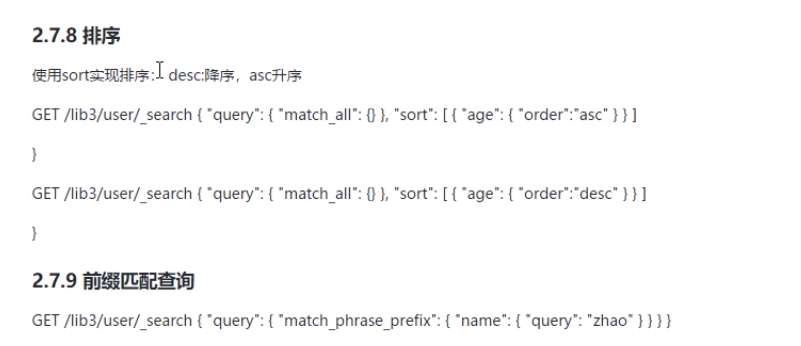 2.7.8 排序
使用sort实现排序： desc:降序，asc升序
GET /lib3/user/_search { "query": { "match_all": {} }, "sort": [ { "age": { "order":"asc" } } ]
}
GET /lib3/user/_search { "query": { "match_all": {} }, "sort": [ { "age": { "order":"desc" } } ]
}
2.7.9 前缀匹配查询
GET /lib3/user/_search { "query": { "match_phrase_prefix": { "name": { "query": "zhao" } } } }